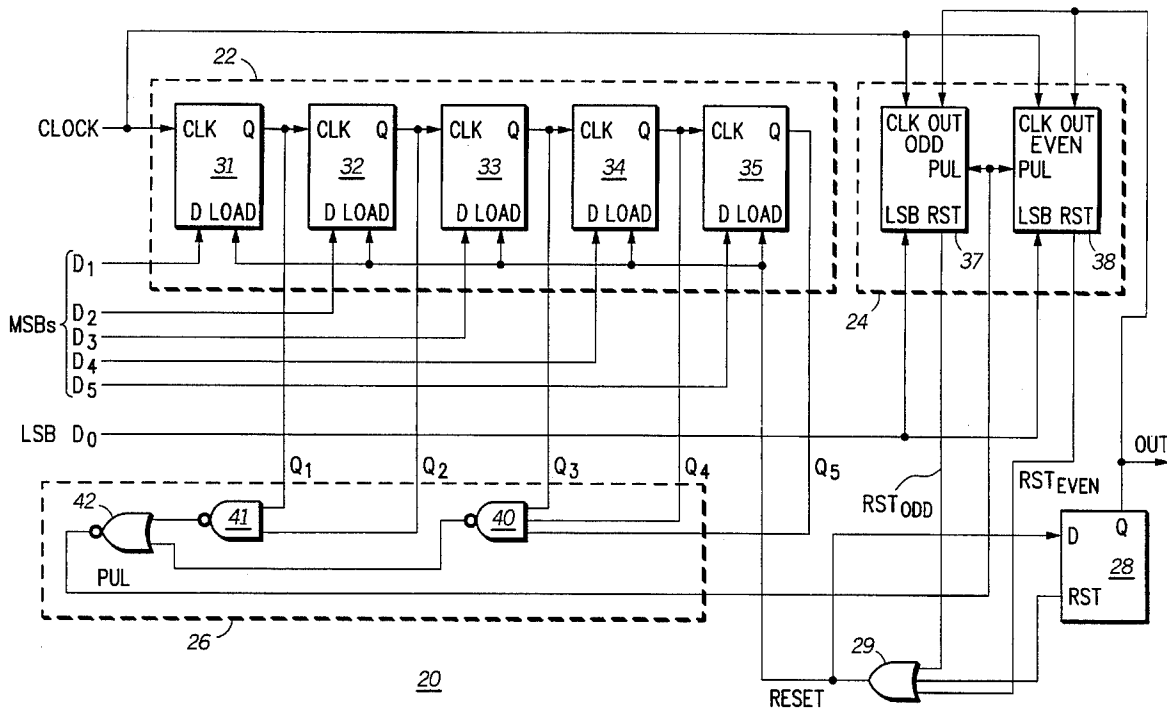 22
CLOCK
CLK Q
31
D LOAD
CLK Q
32
D LOAD
CLK Q
33
D LOAD
CLK Q
34
D LOAD
CLK Q
35
D LOAD
CLK OUT
ODD
PUL
LSB RST
37
CLK OUT
EVEN
PUL
LSB RST
38
24
MSBs
D1
D2
D3
D4
D5
LSB D0
Q1
Q2
Q3
Q4
Q5
RSTODD
RSTEVEN
OUT
42
41
40
PUL
26
D Q
28
RST
29
RESET
20